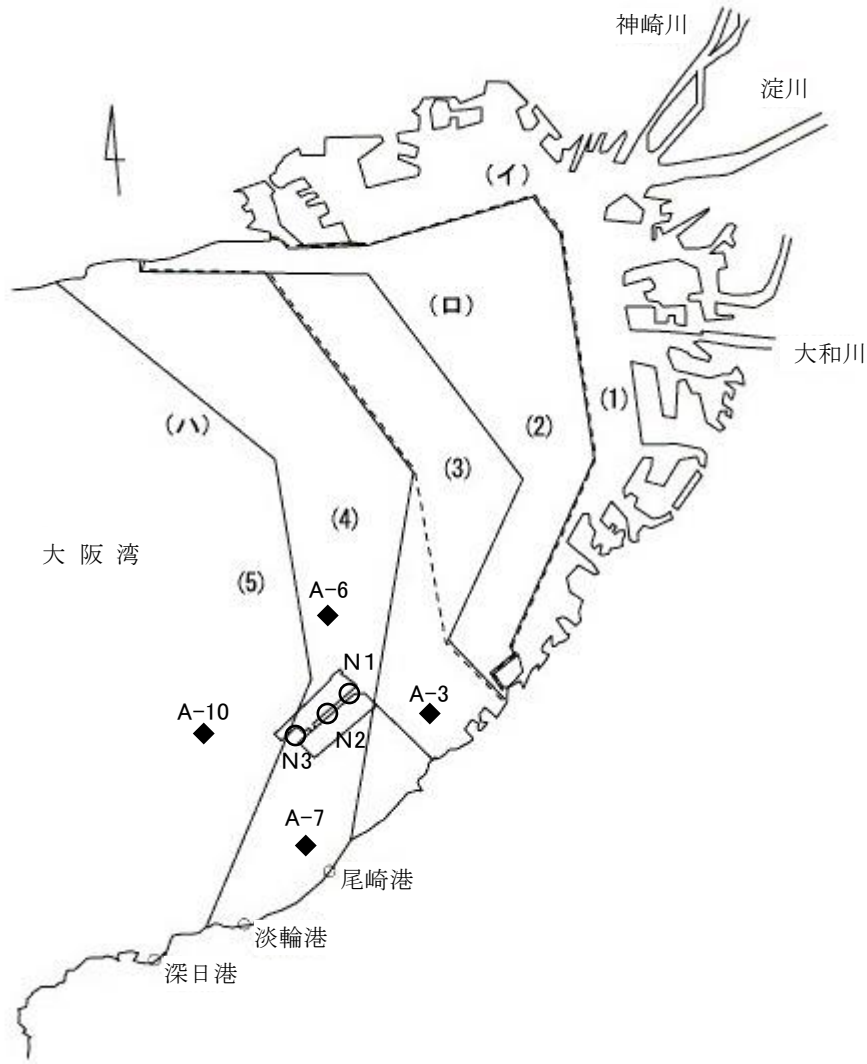 神崎川
淀川
(イ)
(ロ)
大和川
(1)
(ハ)
(2)
(3)
(4)
大 阪 湾
(5)
A-6
N1
A-10
A-3
N2
N3
A-7
尾崎港
淡輪港
深日港